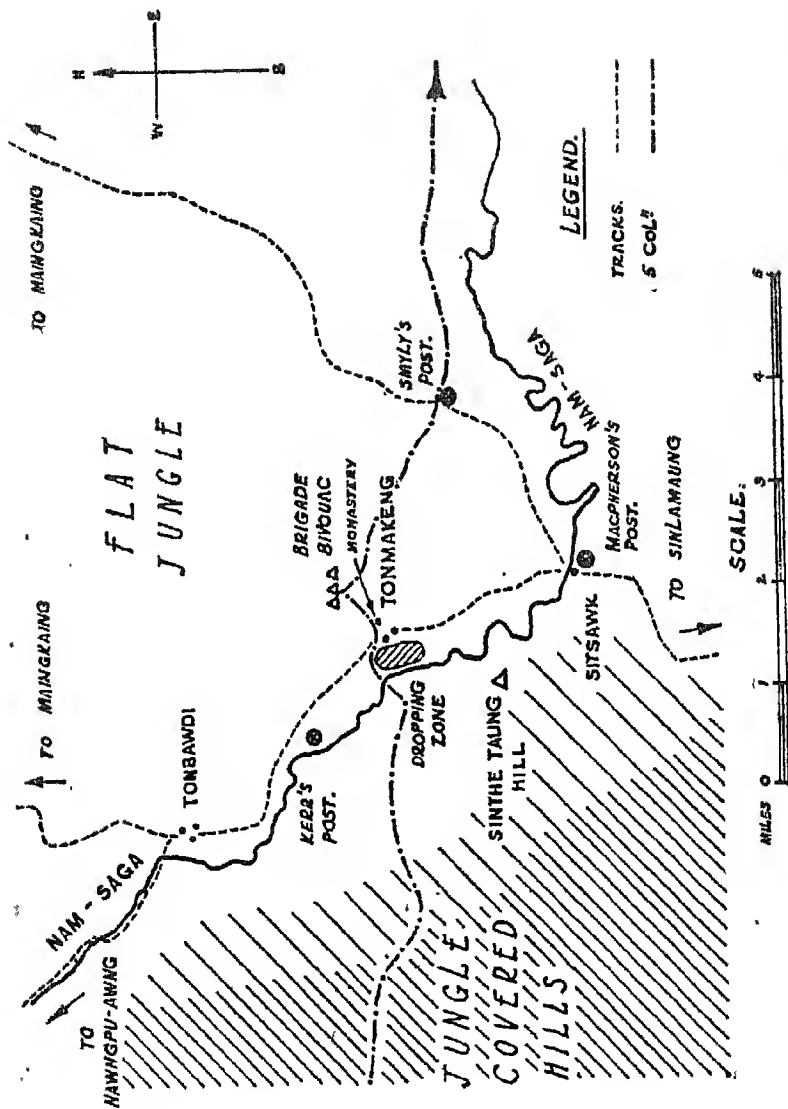 TO MAINGKAING
TO MAINGKAING
N
W
E
S
FLAT
JUNGLE
NAM-SAGA
TO
NAWNGPU-AWNG
TONBAWDI
KERR'S
POST.
BRIGADE
BIVOUAC
MONASTERY
TONMAKENG
SMYLY'S
POST.
DROPPING
ZONE
SINTHE TAUNG
HILL
SITSAWK
MACPHERSON'S
POST.
NAM-SAGA
TO SINLAMAUNG
JUNGLE
COVERED
HILLS
LEGEND.
TRACKS.
5 COLⁿ
SCALE.
MILES 0 1 2 3 4 5